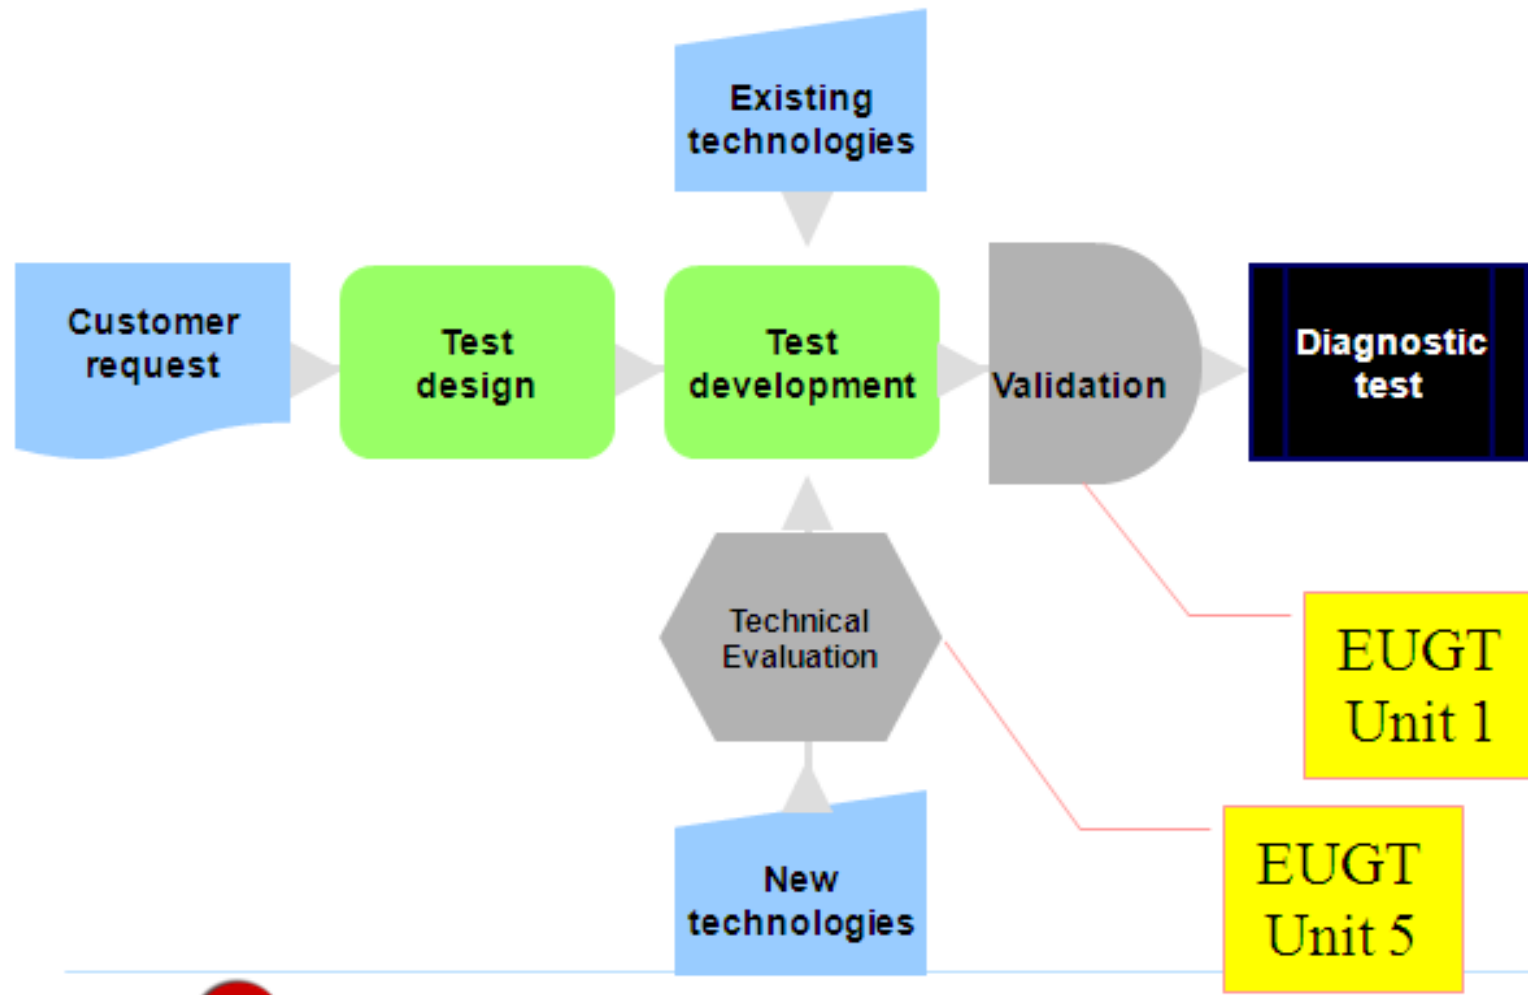 Existing
technologies
Customer
request
Test
design
Test
development
Validation
Diagnostic
test
Technical
Evaluation
EUGT
Unit 1
New
technologies
EUGT
Unit 5